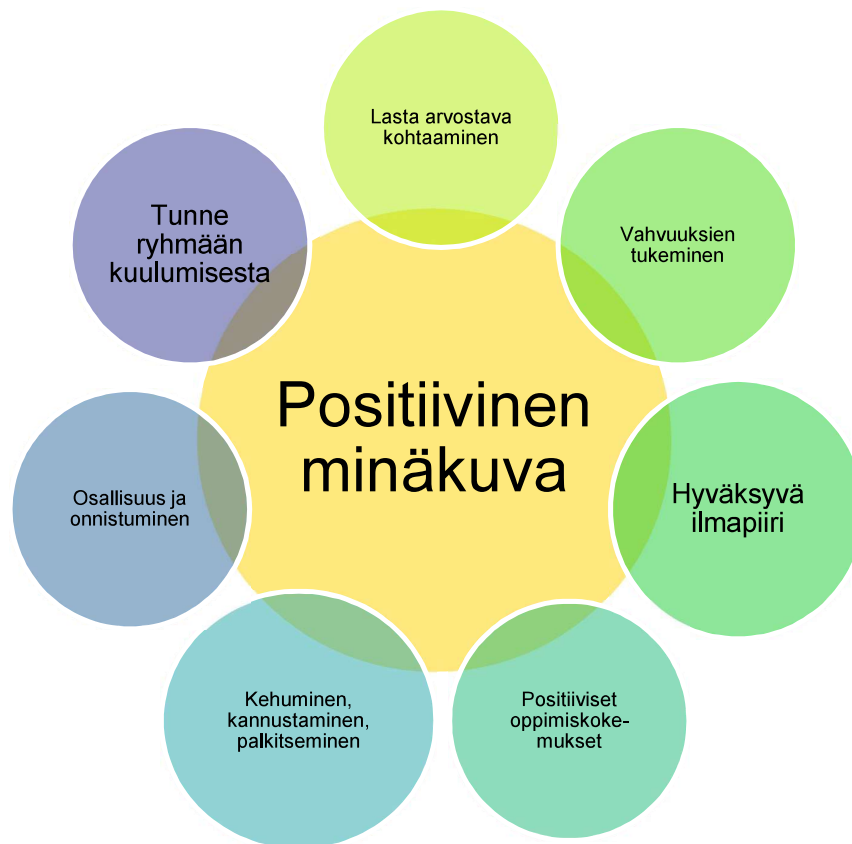 Lasta arvostava
kohtaaminen
Vahvuuksien
tukeminen
Hyväksyvä
ilmapiiri
Positiiviset
oppimiskoke-
mukset
Kehuminen,
kannustaminen,
palkitseminen
Osallisuus ja
onnistuminen
Tunne
ryhmään
kuulumisesta
Positiivinen
minäkuva